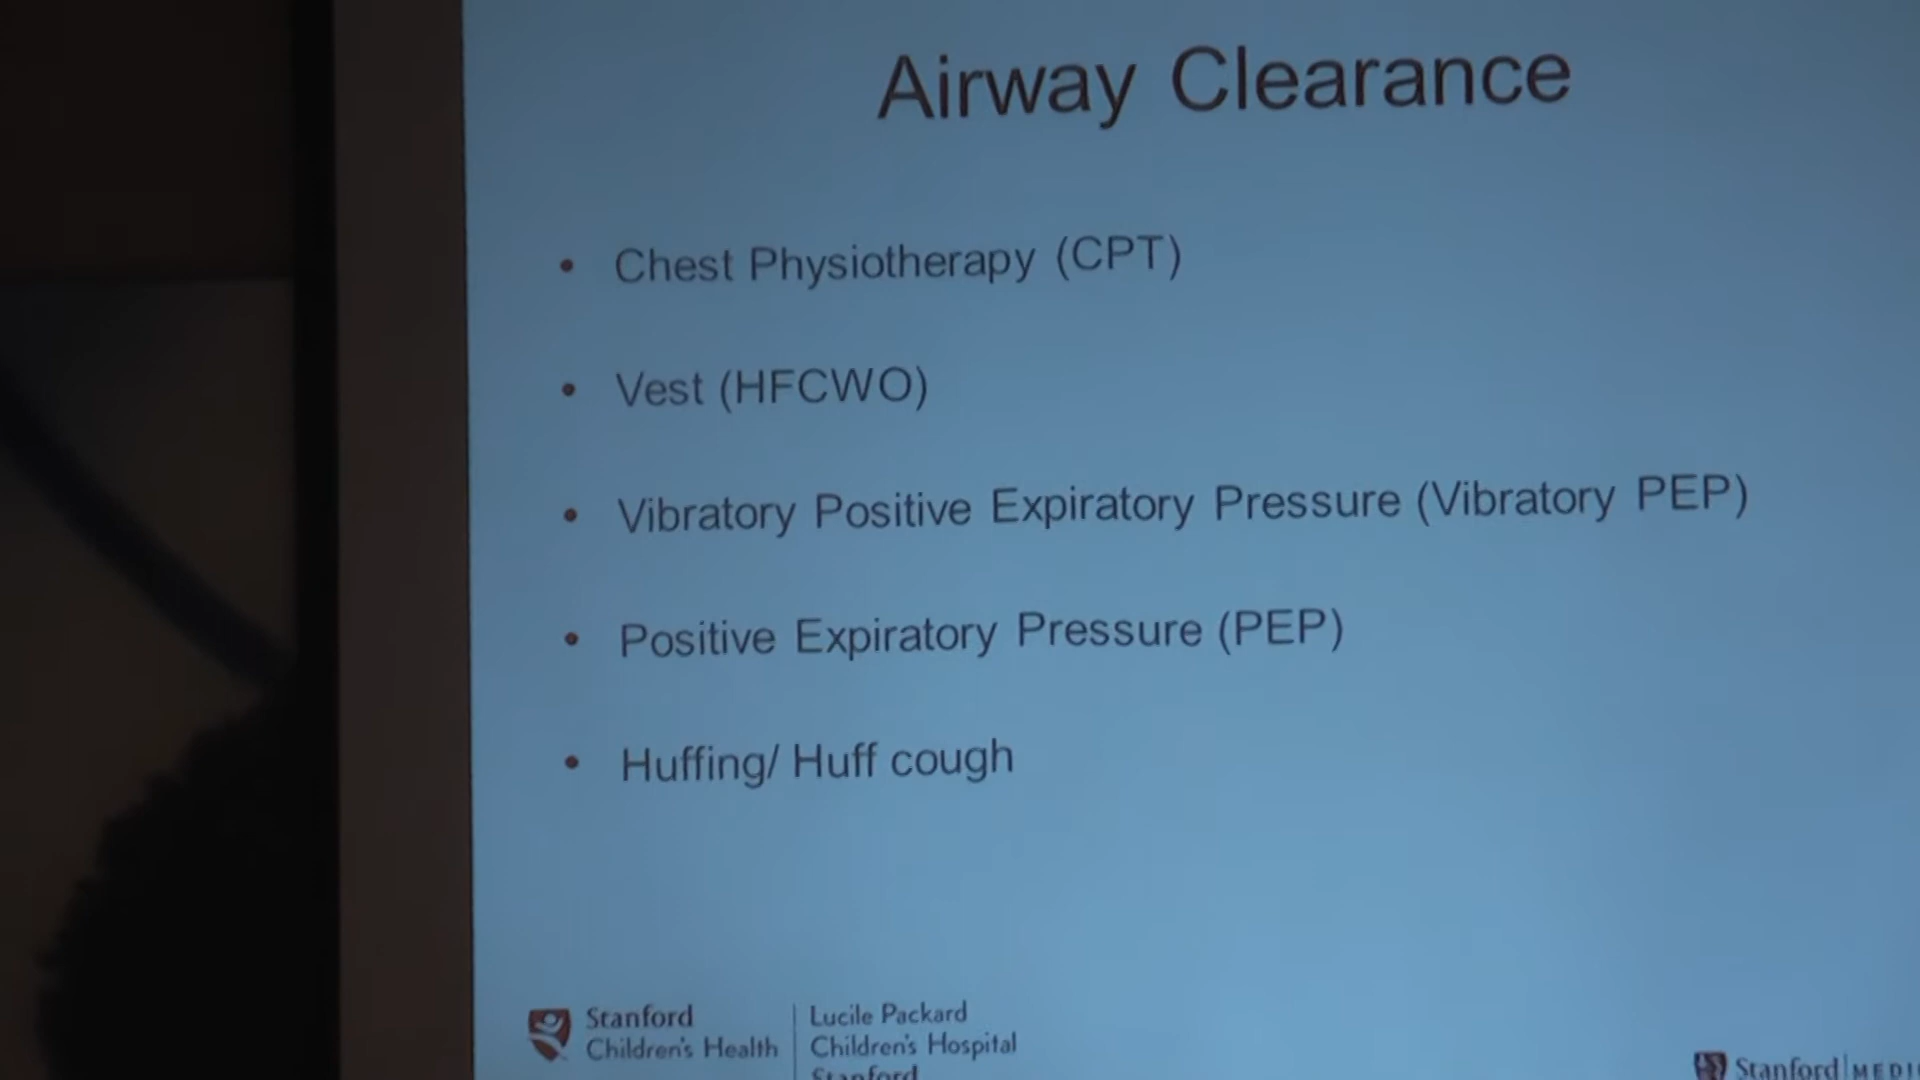 Airway Clearance
• Chest Physiotherapy (CPT)
• Vest (HFCWO)
• Vibratory Positive Expiratory Pressure (Vibratory PEP)
• Positive Expiratory Pressure (PEP)
• Huffing/ Huff cough
Stanford
Children's Health
Lucile Packard
Children's Hospital
Stanford
Stanford